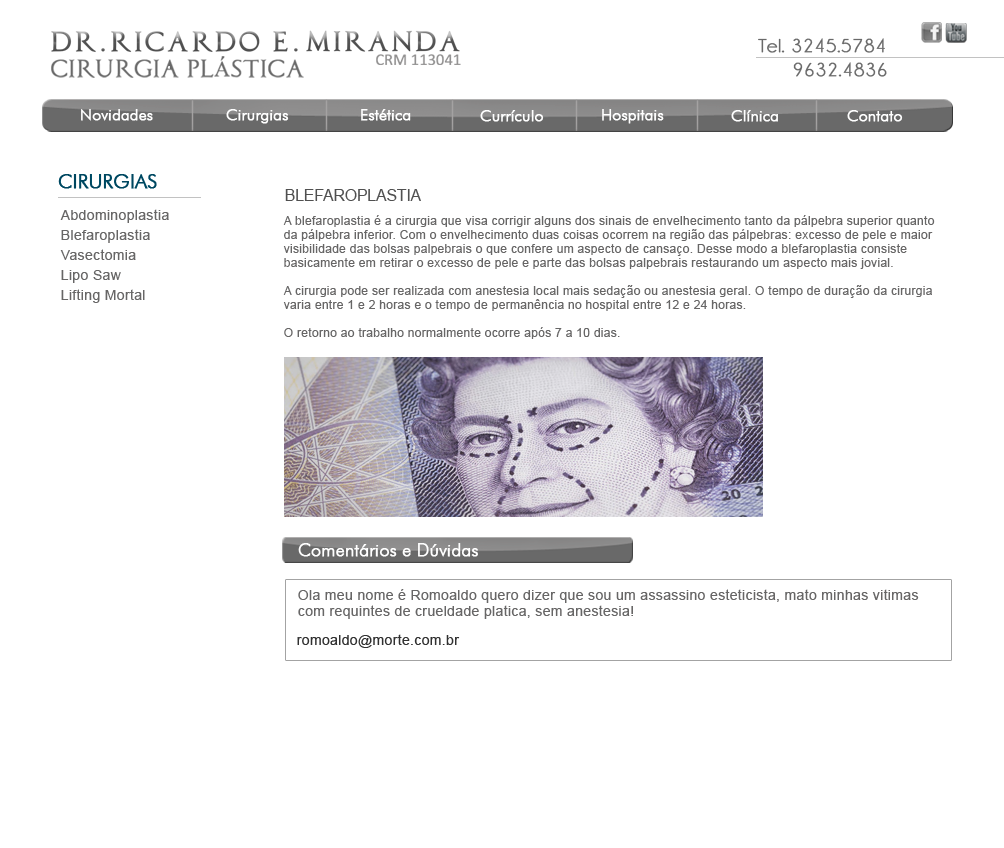 DR. RICARDO E. MIRANDA
CIRURGIA PLÁSTICA
CRM 113041
Tel. 3245.5784
9632.4836
f
You Tube
Novidades Cirurgias Estética Currículo Hospitais Clínica Contato
CIRURGIAS
Abdominoplastia
Blefaroplastia
Vasectomia
Lipo Saw
Lifting Mortal
BLEFAROPLASTIA
A blefaroplastia é a cirurgia que visa corrigir alguns dos sinais de envelhecimento tanto da pálpebra superior quanto
da pálpebra inferior. Com o envelhecimento duas coisas ocorrem na região das pálpebras: excesso de pele e maior
visibilidade das bolsas palpebrais o que confere um aspecto de cansaço. Desse modo a blefaroplastia consiste
basicamente em retirar o excesso de pele e parte das bolsas palpebrais restaurando um aspecto mais jovial.
A cirurgia pode ser realizada com anestesia local mais sedação ou anestesia geral. O tempo de duração da cirurgia
varia entre 1 e 2 horas e o tempo de permanência no hospital entre 12 e 24 horas.
O retorno ao trabalho normalmente ocorre após 7 a 10 dias.
20
Comentários e Dúvidas
Ola meu nome é Romoaldo quero dizer que sou um assassino esteticista, mato minhas vitimas
com requintes de crueldade platica, sem anestesia!
romoaldo@morte.com.br